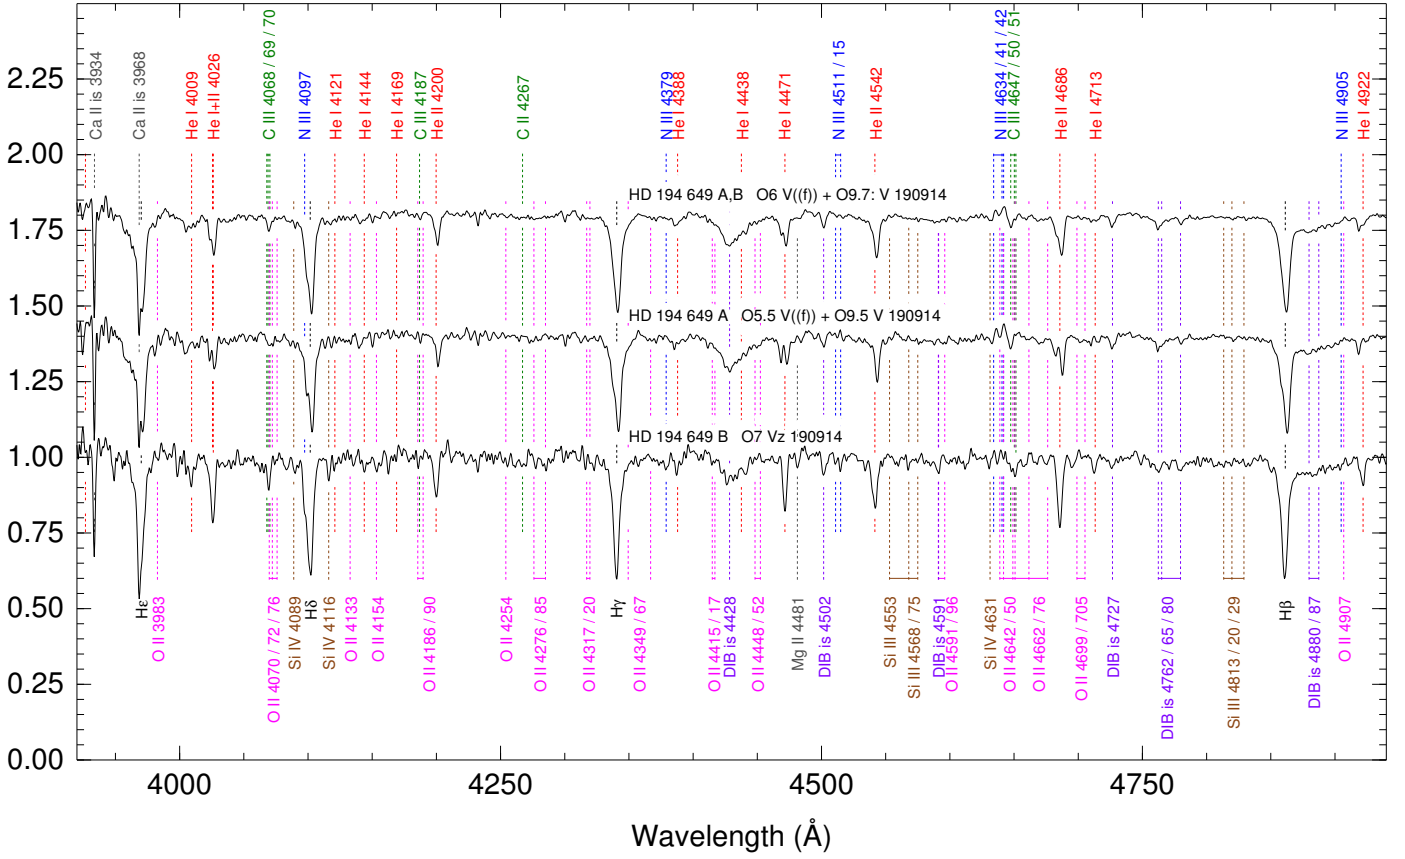 Ca II is 3934
Ca II is 3968
He I 4009
He I+II 4026
C III 4068 / 69 / 70
N III 4097
He I 4121
He I 4144
He I 4169
C III 4187
He II 4200
C II 4267
N III 4379
He I 4388
He I 4438
He I 4471
N III 4511 / 15
He II 4542
N III 4634 / 41 / 42
C III 4647 / 50 / 51
He II 4686
He I 4713
N III 4905
He I 4922
2.25
2.00
1.75
1.50
1.25
1.00
0.75
0.50
0.25
0.00
HD 194 649 A,B O6 V((f)) + O9.7: V 190914
HD 194 649 A O5.5 V((f)) + O9.5 V 190914
HD 194 649 B O7 Vz 190914
Hε
O II 3983
O II 4070 / 72 / 76
Si IV 4089
Hδ
Si IV 4116
O II 4133
O II 4154
O II 4186 / 90
O II 4254
O II 4276 / 85
O II 4317 / 20
Hγ
O II 4349 / 67
O II 4415 / 17
DIB is 4428
O II 4448 / 52
Mg II 4481
DIB is 4502
Si III 4553
Si III 4568 / 75
DIB is 4591
O II 4591 / 96
Si IV 4631
O II 4642 / 50
O II 4662 / 76
O II 4699 / 705
DIB is 4727
DIB is 4762 / 65 / 80
Si III 4813 / 20 / 29
Hβ
DIB is 4880 / 87
O II 4907
4000
4250
4500
4750
Wavelength (Å)